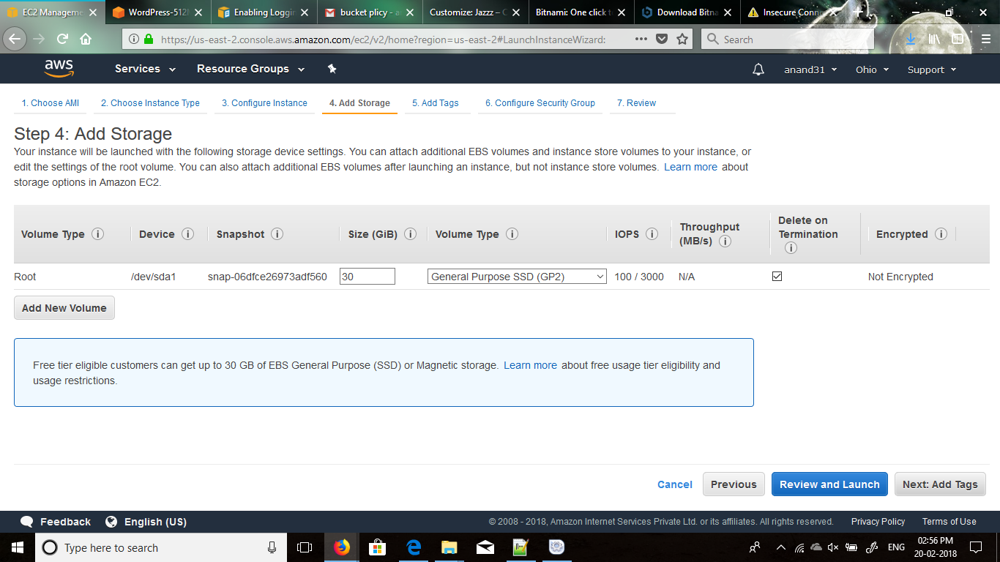 EC2 Manageme
WordPress-512M
Enabling Loggin
bucket plicy - a
Customize: Jazzz – C
Bitnami: One click t
Download Bitna
Insecure Conne
https://us-east-2.console.aws.amazon.com/ec2/v2/home?region=us-east-2#LaunchInstanceWizard:
Search
aws
Services
Resource Groups
anand31
Ohio
Support
1. Choose AMI
2. Choose Instance Type
3. Configure Instance
4. Add Storage
5. Add Tags
6. Configure Security Group
7. Review
Step 4: Add Storage
Your instance will be launched with the following storage device settings. You can attach additional EBS volumes and instance store volumes to your instance, or
edit the settings of the root volume. You can also attach additional EBS volumes after launching an instance, but not instance store volumes. Learn more about
storage options in Amazon EC2.
Volume Type
Device
Snapshot
Size (GiB)
Volume Type
IOPS
Throughput
(MB/s)
Delete on
Termination
Encrypted
Root
/dev/sda1
snap-06dfce26973adf560
30
General Purpose SSD (GP2)
100 / 3000
N/A
Not Encrypted
Add New Volume
Free tier eligible customers can get up to 30 GB of EBS General Purpose (SSD) or Magnetic storage. Learn more about free usage tier eligibility and
usage restrictions.
Cancel
Previous
Review and Launch
Next: Add Tags
Feedback
English (US)
© 2008 - 2018, Amazon Internet Services Private Ltd. or its affiliates. All rights reserved.
Privacy Policy
Terms of Use
Type here to search
ENG
02:56 PM
20-02-2018